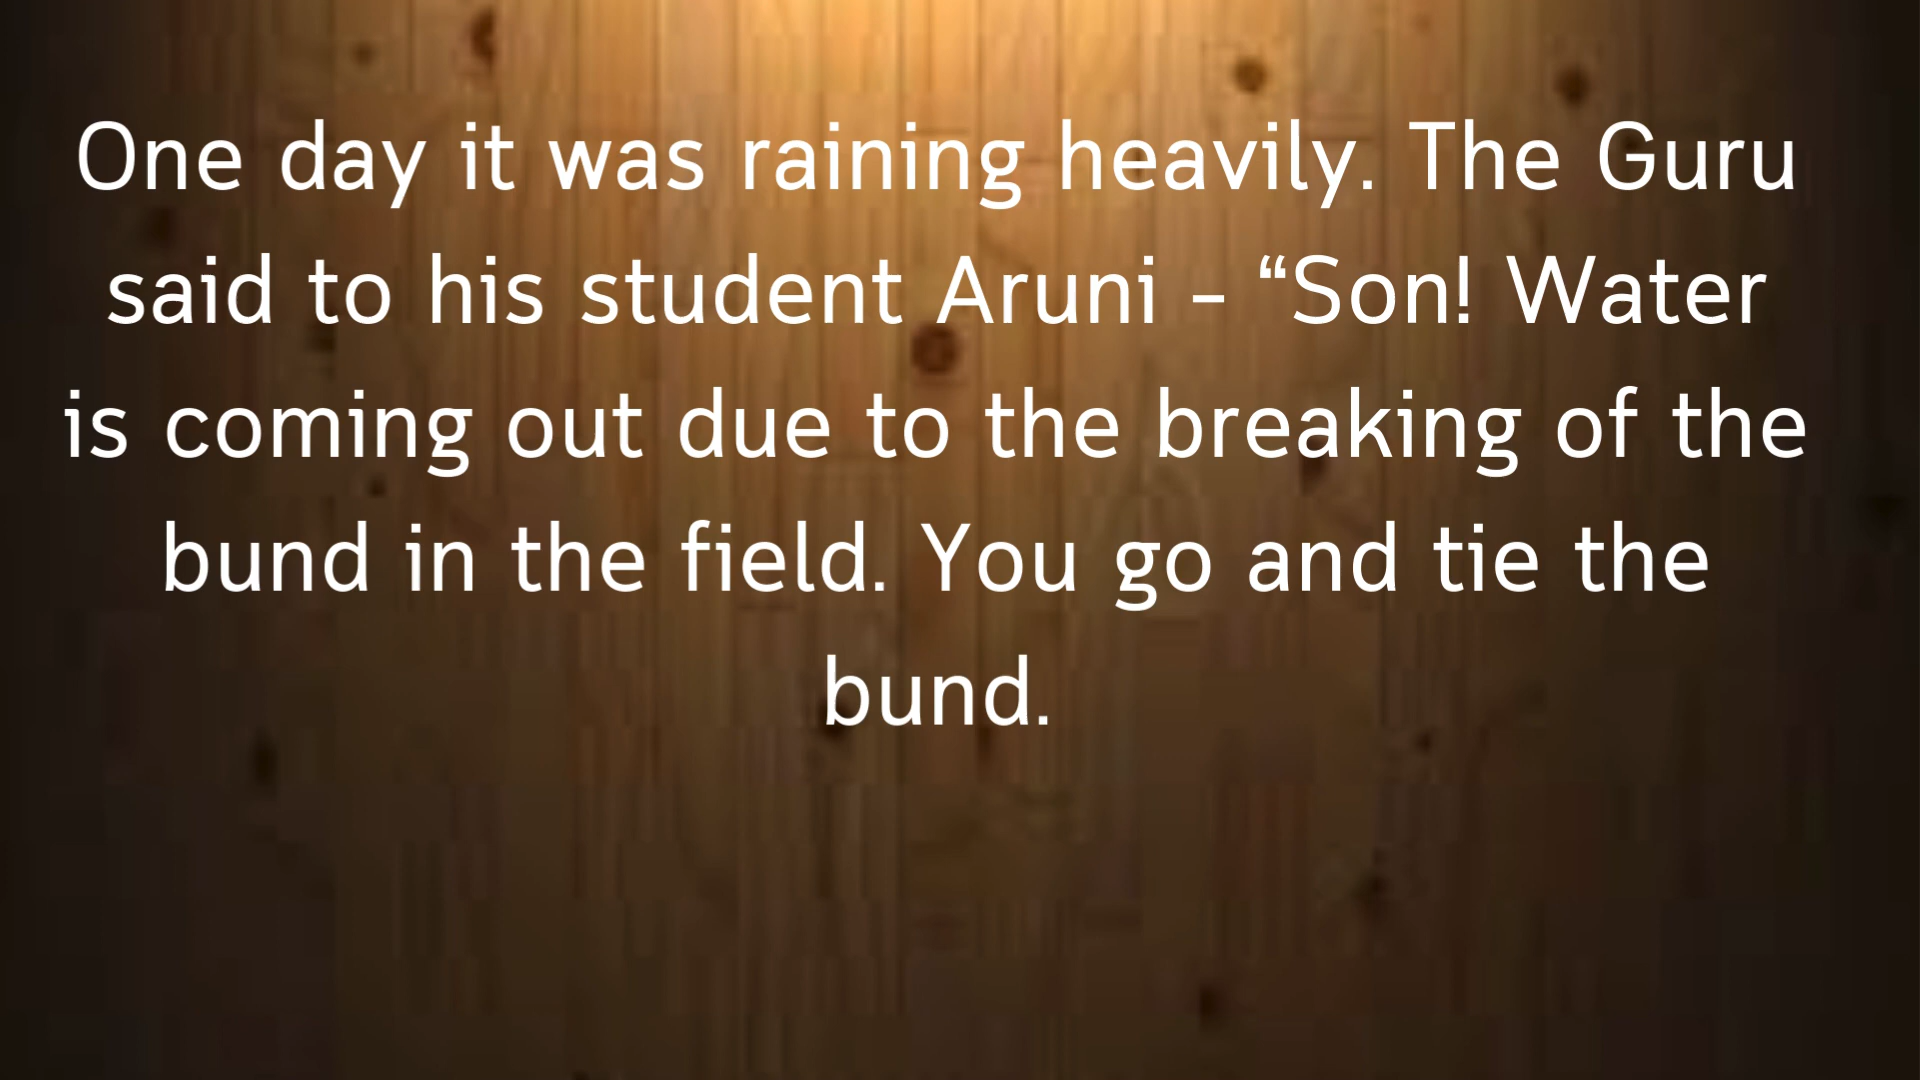 One day it was raining heavily. The Guru
said to his student Aruni - “Son! Water
is coming out due to the breaking of the
bund in the field. You go and tie the
bund.